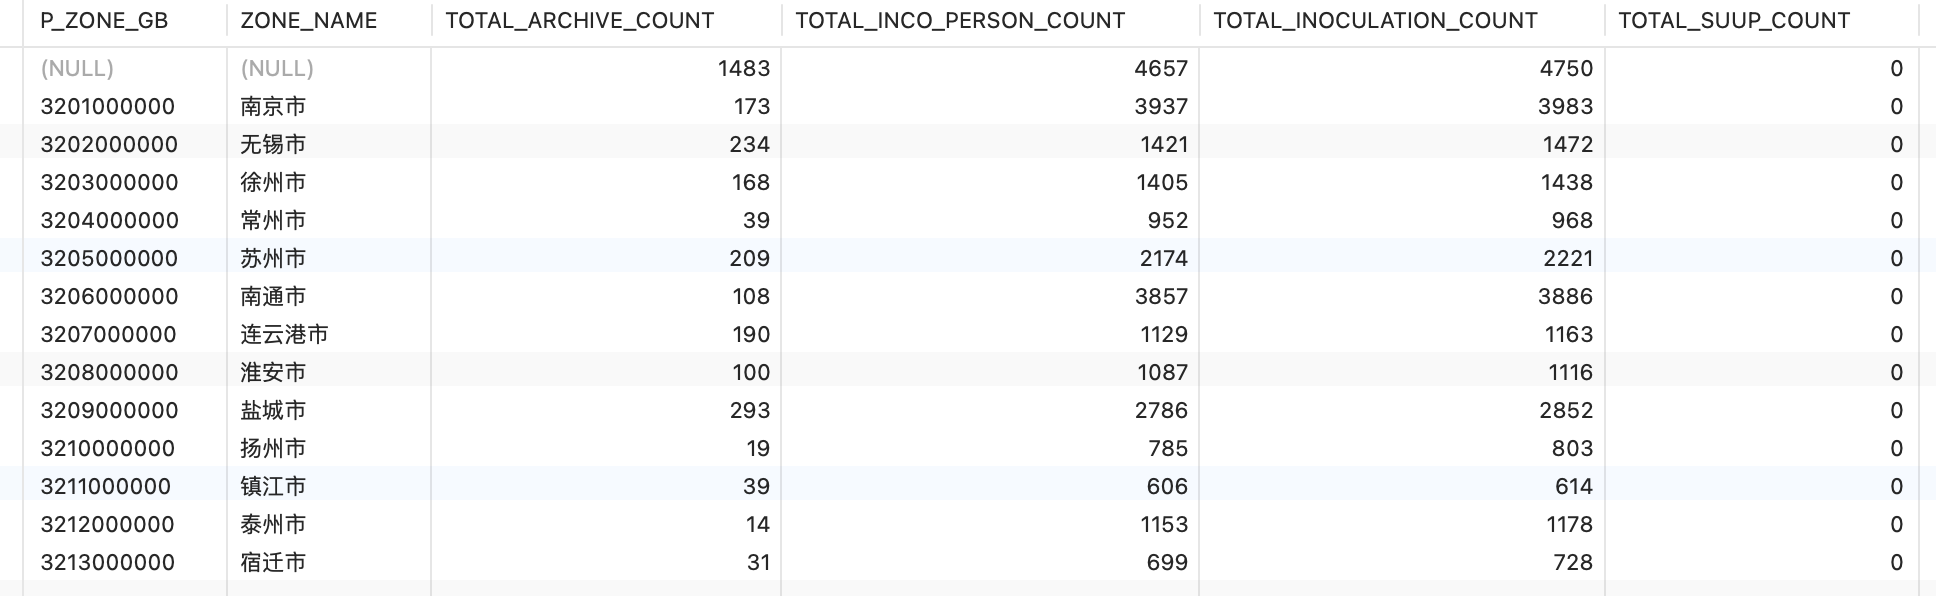 P_ZONE_GB ZONE_NAME TOTAL_ARCHIVE_COUNT TOTAL_INCO_PERSON_COUNT TOTAL_INOCULATION_COUNT TOTAL_SUUP_COUNT
(NULL) (NULL) 1483 4657 4750 0
3201000000 南京市 173 3937 3983 0
3202000000 无锡市 234 1421 1472 0
3203000000 徐州市 168 1405 1438 0
3204000000 常州市 39 952 968 0
3205000000 苏州市 209 2174 2221 0
3206000000 南通市 108 3857 3886 0
3207000000 连云港市 190 1129 1163 0
3208000000 淮安市 100 1087 1116 0
3209000000 盐城市 293 2786 2852 0
3210000000 扬州市 19 785 803 0
3211000000 镇江市 39 606 614 0
3212000000 泰州市 14 1153 1178 0
3213000000 宿迁市 31 699 728 0